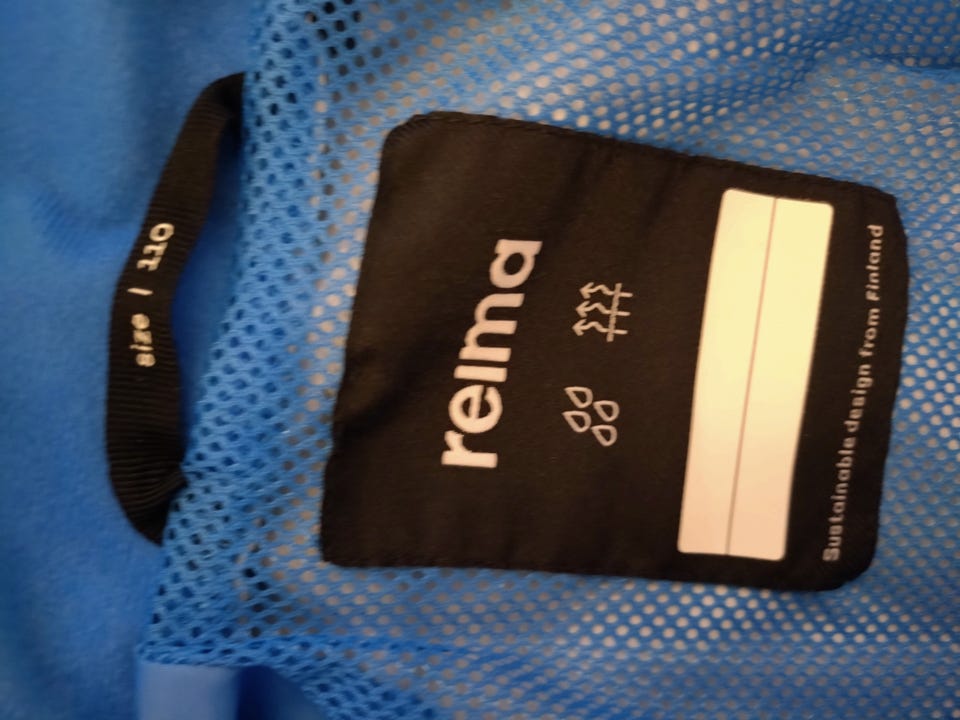 size | 110
reima
Sustainable design from Finland